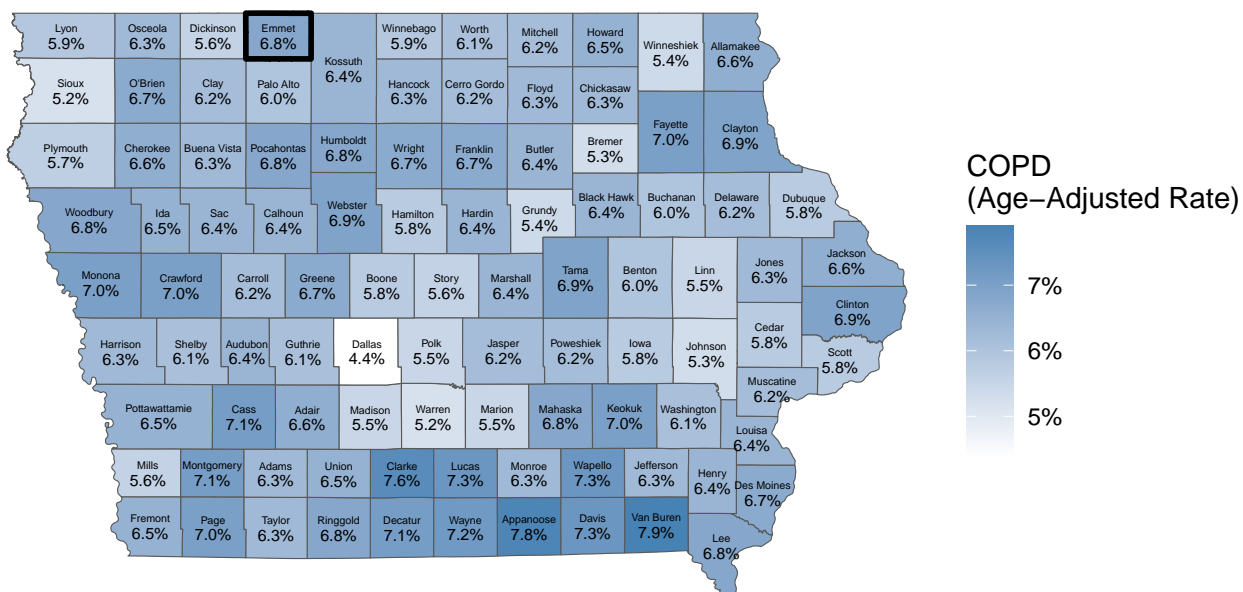 Lyon
5.9%
Osceola
6.3%
Dickinson
5.6%
Emmet
6.8%
Kossuth
6.4%
Winnebago
5.9%
Worth
6.1%
Mitchell
6.2%
Howard
6.5%
Winneshiek
5.4%
Allamakee
6.6%
Sioux
5.2%
O'Brien
6.7%
Clay
6.2%
Palo Alto
6.0%
Hancock
6.3%
Cerro Gordo
6.2%
Floyd
6.3%
Chickasaw
6.3%
Fayette
7.0%
Clayton
6.9%
Plymouth
5.7%
Cherokee
6.6%
Buena Vista
6.3%
Pocahontas
6.8%
Humboldt
6.8%
Wright
6.7%
Franklin
6.7%
Butler
6.4%
Bremer
5.3%
Woodbury
6.8%
Ida
6.5%
Sac
6.4%
Calhoun
6.4%
Webster
6.9%
Hamilton
5.8%
Hardin
6.4%
Grundy
5.4%
Black Hawk
6.4%
Buchanan
6.0%
Delaware
6.2%
Dubuque
5.8%
Monona
7.0%
Crawford
7.0%
Carroll
6.2%
Greene
6.7%
Boone
5.8%
Story
5.6%
Marshall
6.4%
Tama
6.9%
Benton
6.0%
Linn
5.5%
Jones
6.3%
Jackson
6.6%
Clinton
6.9%
Harrison
6.3%
Shelby
6.1%
Audubon
6.4%
Guthrie
6.1%
Dallas
4.4%
Polk
5.5%
Jasper
6.2%
Poweshiek
6.2%
Iowa
5.8%
Johnson
5.3%
Cedar
5.8%
Scott
5.8%
Muscatine
6.2%
Pottawattamie
6.5%
Cass
7.1%
Adair
6.6%
Madison
5.5%
Warren
5.2%
Marion
5.5%
Mahaska
6.8%
Keokuk
7.0%
Washington
6.1%
Louisa
6.4%
Mills
5.6%
Montgomery
7.1%
Adams
6.3%
Union
6.5%
Clarke
7.6%
Lucas
7.3%
Monroe
6.3%
Wapello
7.3%
Jefferson
6.3%
Henry
6.4%
Des Moines
6.7%
Fremont
6.5%
Page
7.0%
Taylor
6.3%
Ringgold
6.8%
Decatur
7.1%
Wayne
7.2%
Appanoose
7.8%
Davis
7.3%
Van Buren
7.9%
Lee
6.8%
COPD
(Age−Adjusted Rate)
7%
6%
5%